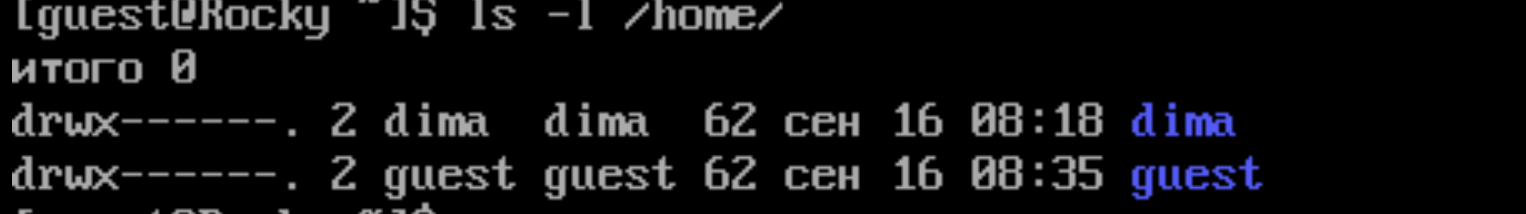 [guest@Rocky ~]$ ls -l /home/
итого 0
drwx------. 2 dima  dima  62 сен 16 08:18 dima
drwx------. 2 guest guest 62 сен 16 08:35 guest